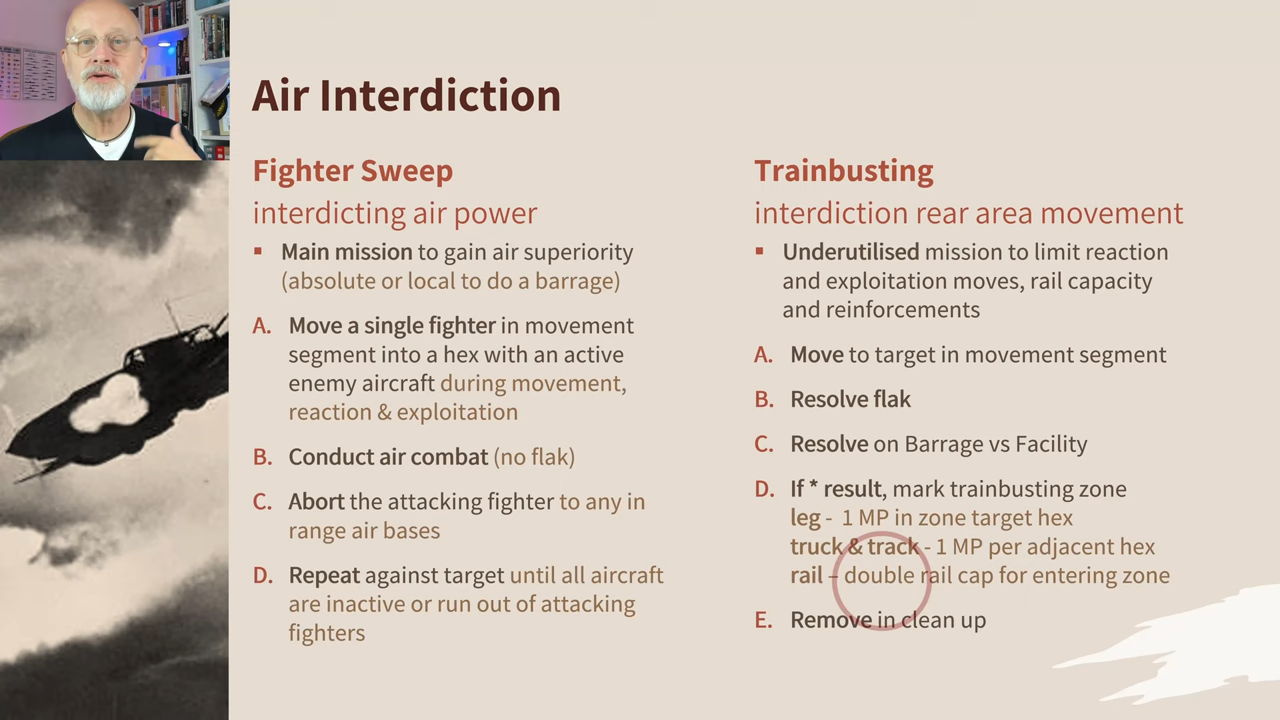 Air Interdiction
Fighter Sweep
interdicting air power
▪ Main mission to gain air superiority
(absolute or local to do a barrage)
A. Move a single fighter in movement
segment into a hex with an active
enemy aircraft during movement,
reaction & exploitation
B. Conduct air combat (no flak)
C. Abort the attacking fighter to any in
range air bases
D. Repeat against target until all aircraft
are inactive or run out of attacking
fighters
Trainbusting
interdiction rear area movement
▪ Underutilised mission to limit reaction
and exploitation moves, rail capacity
and reinforcements
A. Move to target in movement segment
B. Resolve flak
C. Resolve on Barrage vs Facility
D. If * result, mark trainbusting zone
leg - 1 MP in zone target hex
truck & track - 1 MP per adjacent hex
rail – double rail cap for entering zone
E. Remove in clean up